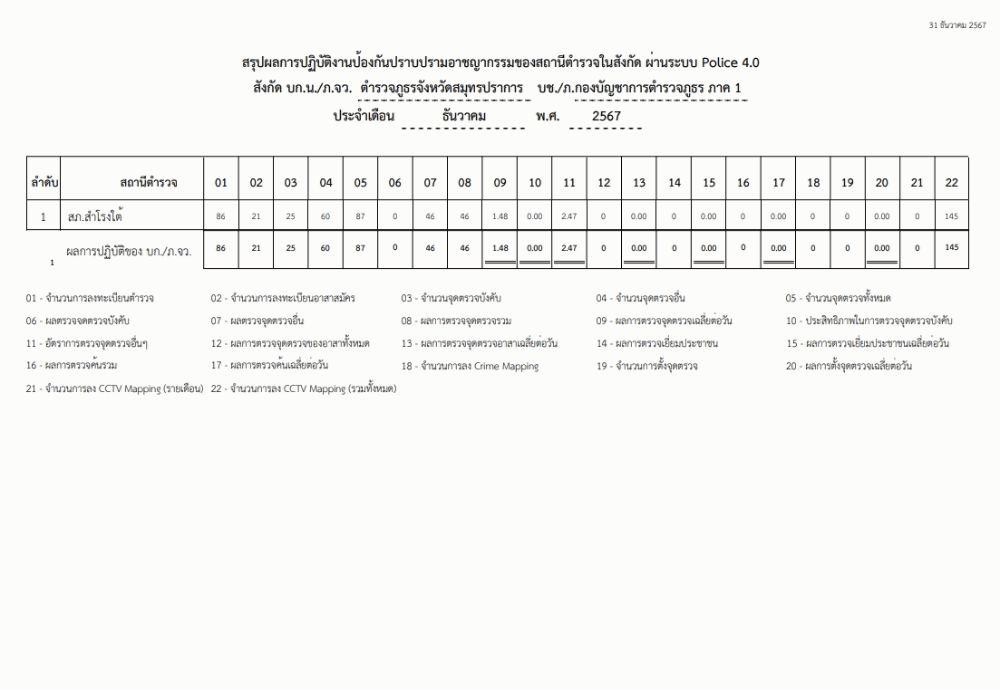 31 ธันวาคม 2567
สรุปผลการปฏิบัติงานป้องกันปราบปรามอาชญากรรมของสถานีตำรวจในสังกัด ผ่านระบบ Police 4.0
สังกัด บก.น./ภ.จว. ตำรวจภูธรจังหวัดสมุทรปราการ บช./ภ.กองบัญชาการตำรวจภูธร ภาค 1
ประจำเดือน ธันวาคม พ.ศ. 2567
ลำดับ สถานีตำรวจ 01 02 03 04 05 06 07 08 09 10 11 12 13 14 15 16 17 18 19 20 21 22
1 สภ.สำโรงใต้ 86 21 25 60 87 0 46 46 1.48 0.00 2.47 0 0.00 0 0.00 0 0.00 0 0 0.00 0 145
1 ผลการปฏิบัติของ บก./ภ.จว. 86 21 25 60 87 0 46 46 1.48 0.00 2.47 0 0.00 0 0.00 0 0.00 0 0 0.00 0 145
01 - จำนวนการลงทะเบียนตำรวจ 02 - จำนวนการลงทะเบียนอาสาสมัคร 03 - จำนวนจุดตรวจบังคับ 04 - จำนวนจุดตรวจอื่น 05 - จำนวนจุดตรวจทั้งหมด
06 - ผลตรวจจดตรวจบังคับ 07 - ผลตรวจจุดตรวจอื่น 08 - ผลการตรวจจุดตรวจรวม 09 - ผลการตรวจจุดตรวจเฉลี่ยต่อวัน 10 - ประสิทธิภาพในการตรวจจุดตรวจบังคับ
11 - อัตราการตรวจจุดตรวจอื่นๆ 12 - ผลการตรวจจุดตรวจของอาสาทั้งหมด 13 - ผลการตรวจจุดตรวจอาสาเฉลี่ยต่อวัน 14 - ผลการตรวจเยี่ยมประชาชน 15 - ผลการตรวจเยี่ยมประชาชนเฉลี่ยต่อวัน
16 - ผลการตรวจค้นรวม 17 - ผลการตรวจค้นเฉลี่ยต่อวัน 18 - จำนวนการลง Crime Mapping 19 - จำนวนการตั้งจุดตรวจ 20 - ผลการตั้งจุดตรวจเฉลี่ยต่อวัน
21 - จำนวนการลง CCTV Mapping (รายเดือน) 22 - จำนวนการลง CCTV Mapping (รวมทั้งหมด)